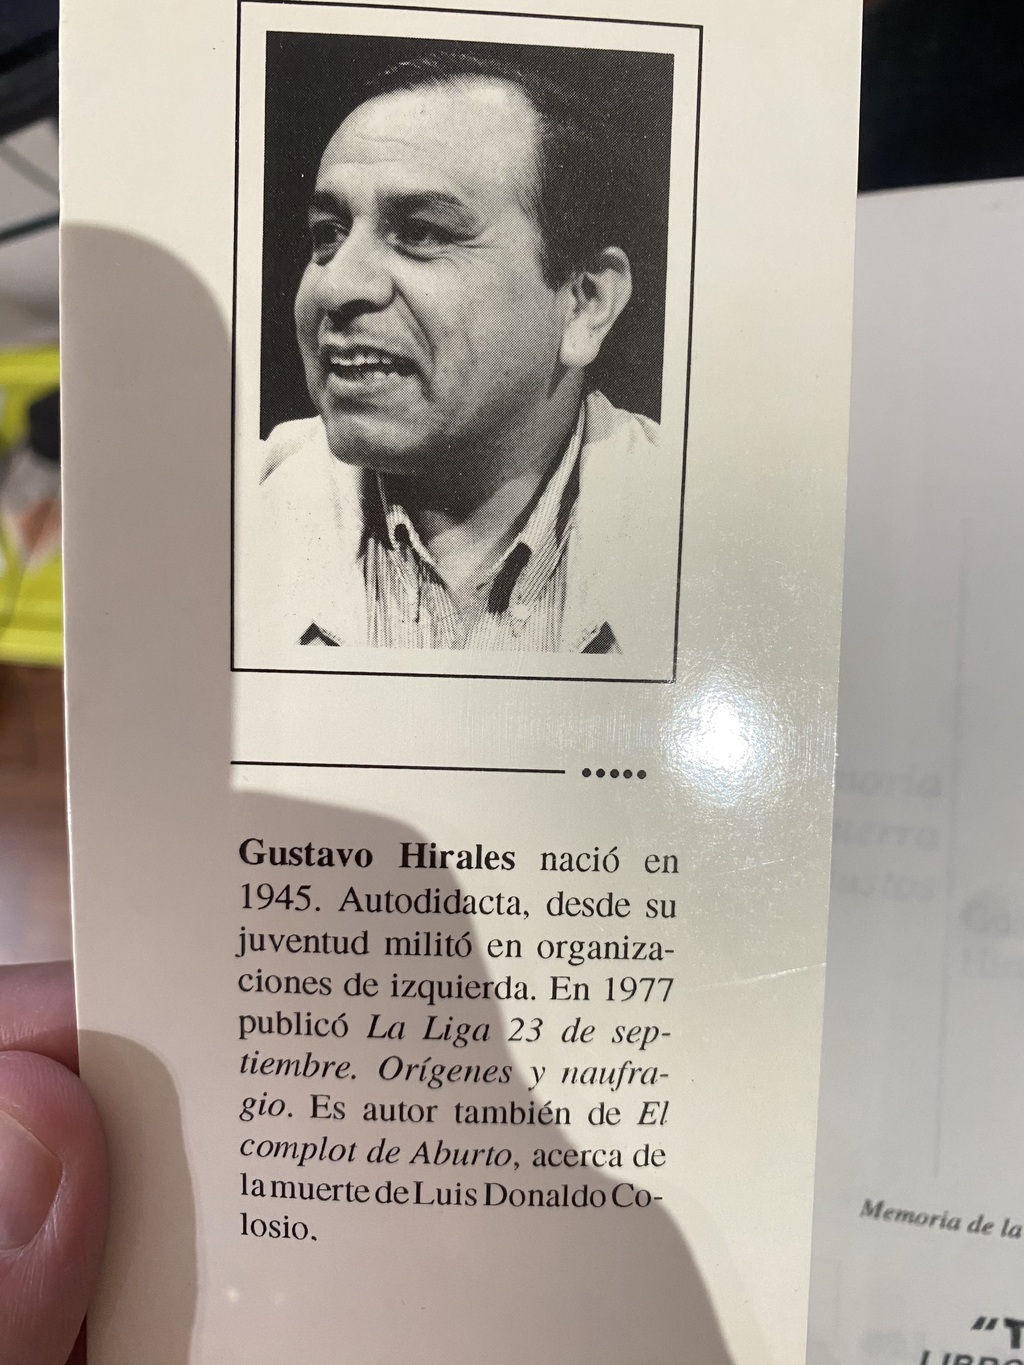 Gustavo Hirales nació en
1945. Autodidacta, desde su
juventud militó en organiza-
ciones de izquierda. En 1977
publicó La Liga 23 de sep-
tiembre. Orígenes y naufra-
gio. Es autor también de El
complot de Aburto, acerca de
la muerte de Luis Donaldo Co-
losio.
Memoria de la